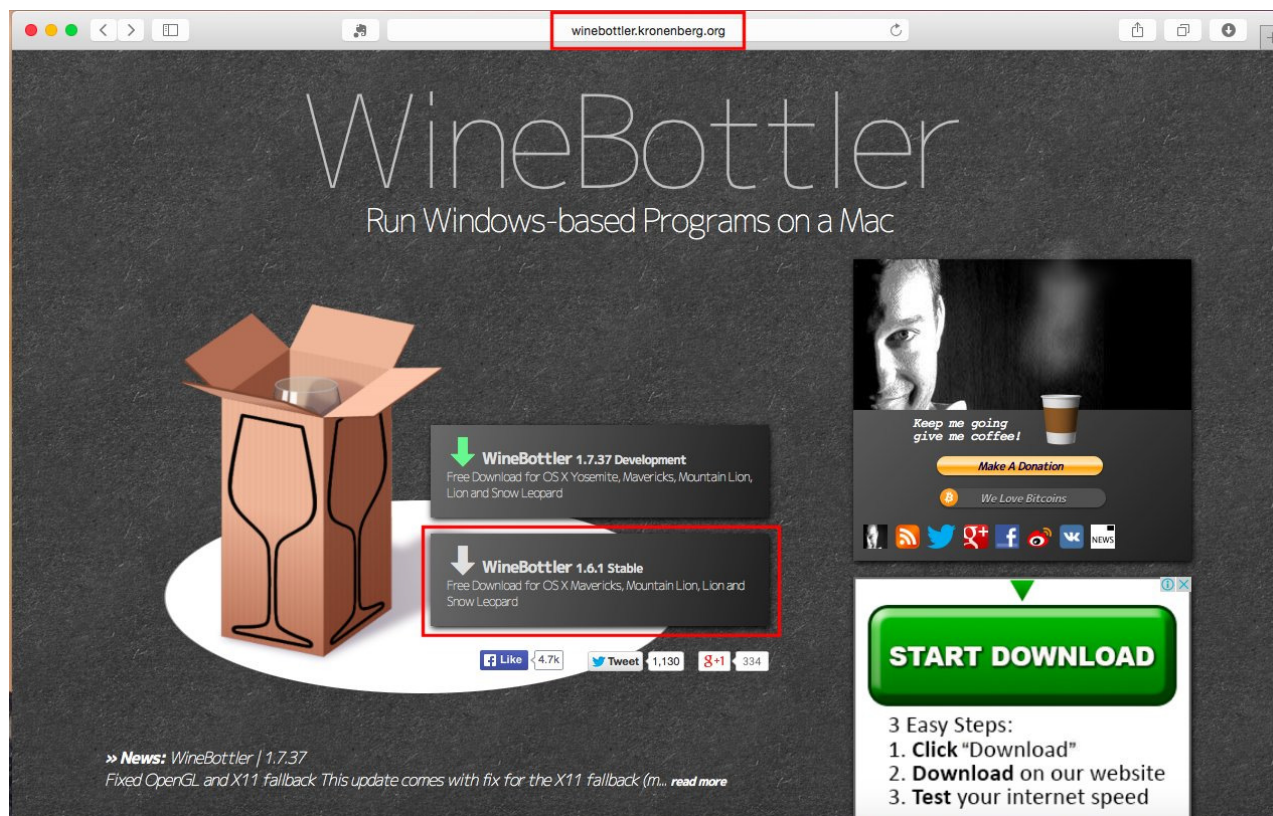 winebottler.kronenberg.org
WineBottler
Run Windows-based Programs on a Mac
WineBottler 1.7.37 Development
Free Download for OS X Yosemite, Mavericks, Mountain Lion,
Lion and Snow Leopard
WineBottler 1.6.1 Stable
Free Download for OS X Mavericks, Mountain Lion, Lion and
Snow Leopard
Like 4.7k Tweet 1,130 g+1 334
» News: WineBottler | 1.7.37
Fixed OpenGL and X11 fallback This update comes with fix for the X11 fallback (m... read more
Keep me going
give me coffee!
Make A Donation
We Love Bitcoins
NEWS
START DOWNLOAD
3 Easy Steps:
1. Click "Download"
2. Download on our website
3. Test your internet speed